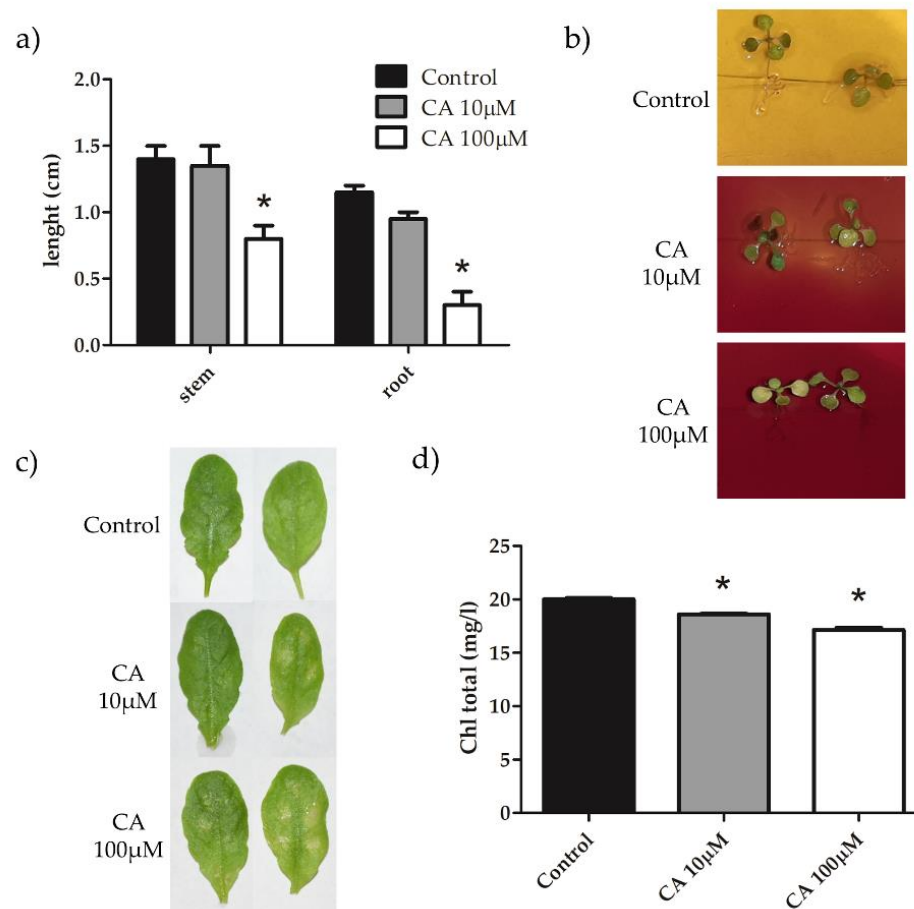 a)
2.0
1.5
1.0
0.5
0.0
lenght (cm)
Control
CA 10µM
CA 100µM
*
*
stem
root
b)
Control
CA
10µM
CA
100µM
c)
Control
CA
10µM
CA
100µM
d)
25
20
15
10
5
0
Chl total (mg/l)
*
*
Control
CA 10µM
CA 100µM